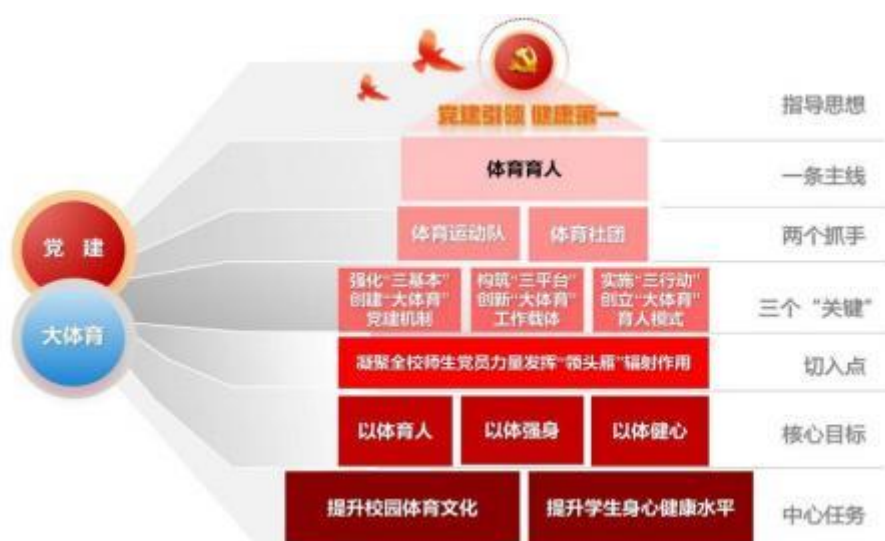 党建引领 健康第一
指导思想
体育育人
一条主线
体育运动队
体育社团
两个抓手
党 建
大体育
强化“三基本”
创建“大体育”
党建机制
构筑“三平台”
创新“大体育”
工作载体
实施“三行动”
创立“大体育”
育人模式
三个“关键”
凝聚全校师生党员力量发挥“领头雁”辐射作用
切入点
以体育人
以体强身
以体健心
核心目标
提升校园体育文化
提升学生身心健康水平
中心任务